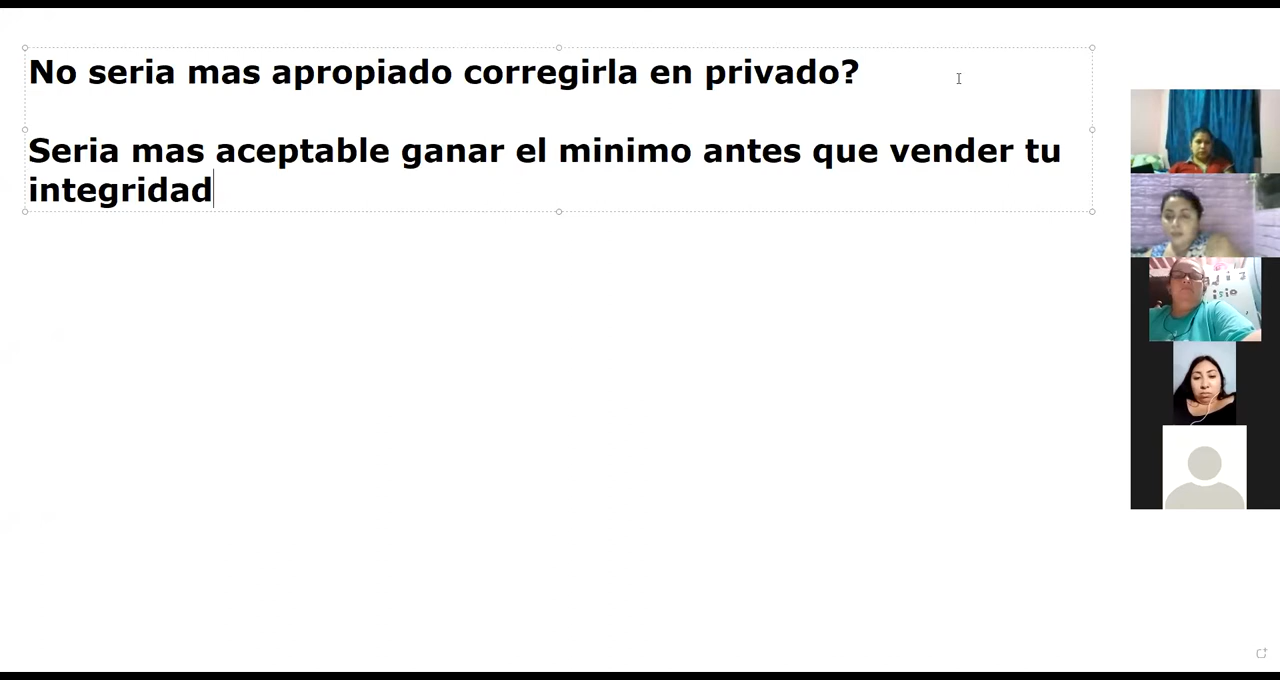 No seria mas apropiado corregirla en privado?
Seria mas aceptable ganar el minimo antes que vender tu
integridad